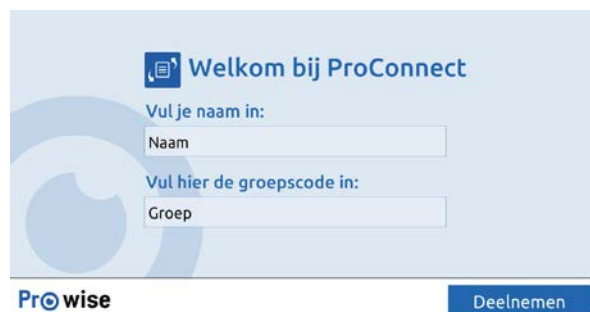 Welkom bij ProConnect
Vul je naam in:
Naam
Vul hier de groepscode in:
Groep
Prowise
Deelnemen